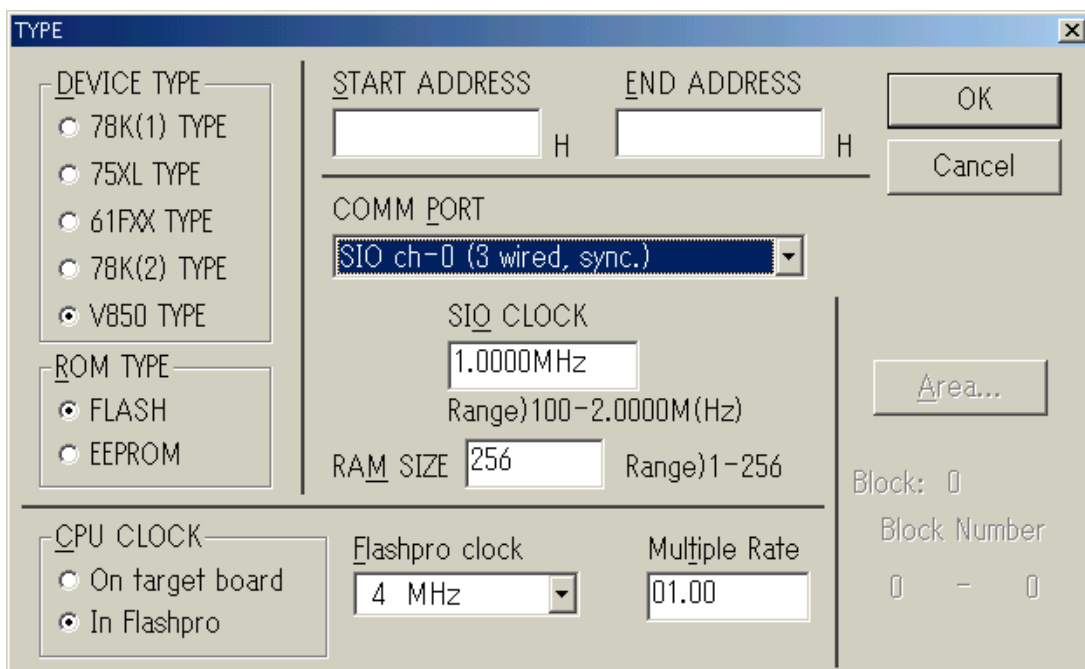 TYPE
DEVICE TYPE
78K(1) TYPE
75XL TYPE
61FXX TYPE
78K(2) TYPE
V850 TYPE
ROM TYPE
FLASH
EEPROM
START ADDRESS
H
END ADDRESS
H
OK
Cancel
COMM PORT
SIO ch-0 (3 wired, sync.)
SIO CLOCK
1.0000MHz
Range)100-2.0000M(Hz)
RAM SIZE 256 Range)1-256
Area...
Block: 0
Block Number
0 - 0
CPU CLOCK
On target board
In Flashpro
Flashpro clock
4 MHz
Multiple Rate
01.00